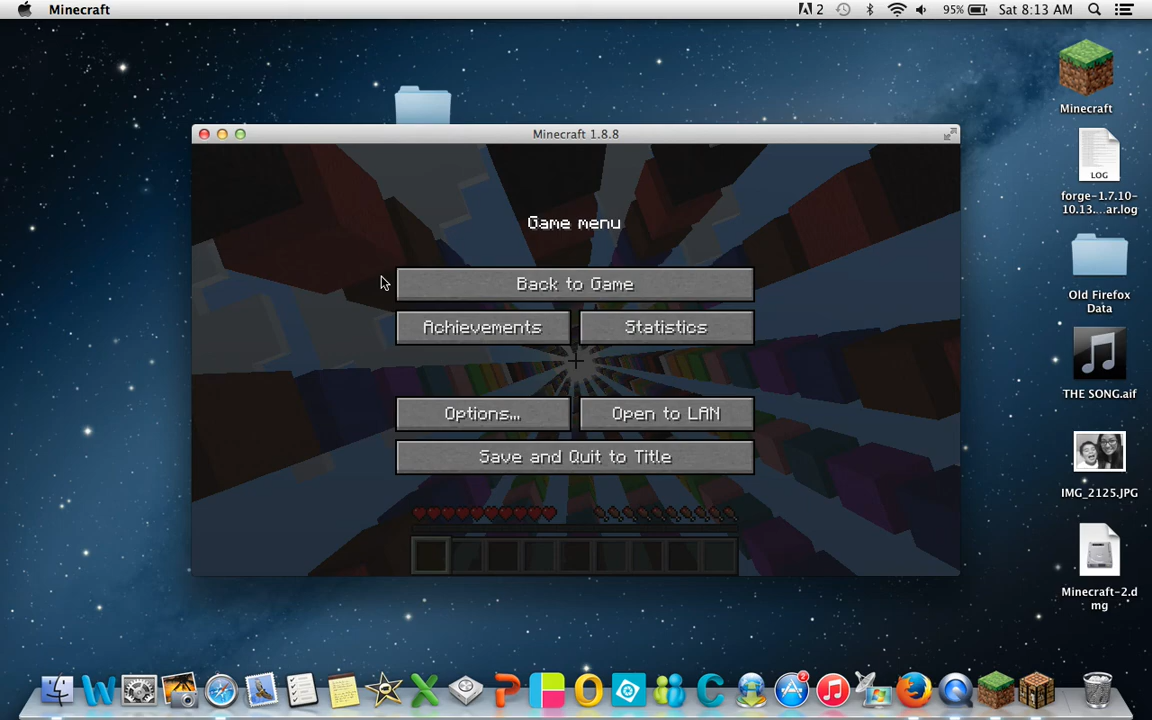 Minecraft
2
95%
Sat 8:13 AM
Minecraft 1.8.8
Game menu
Back to Game
Achievements
Statistics
Options...
Open to LAN
Save and Quit to Title
Minecraft
LOG
forge-1.7.10-
10.13....ar.log
Old Firefox
Data
THE SONG.aif
IMG_2125.JPG
Minecraft-2.d
mg
2